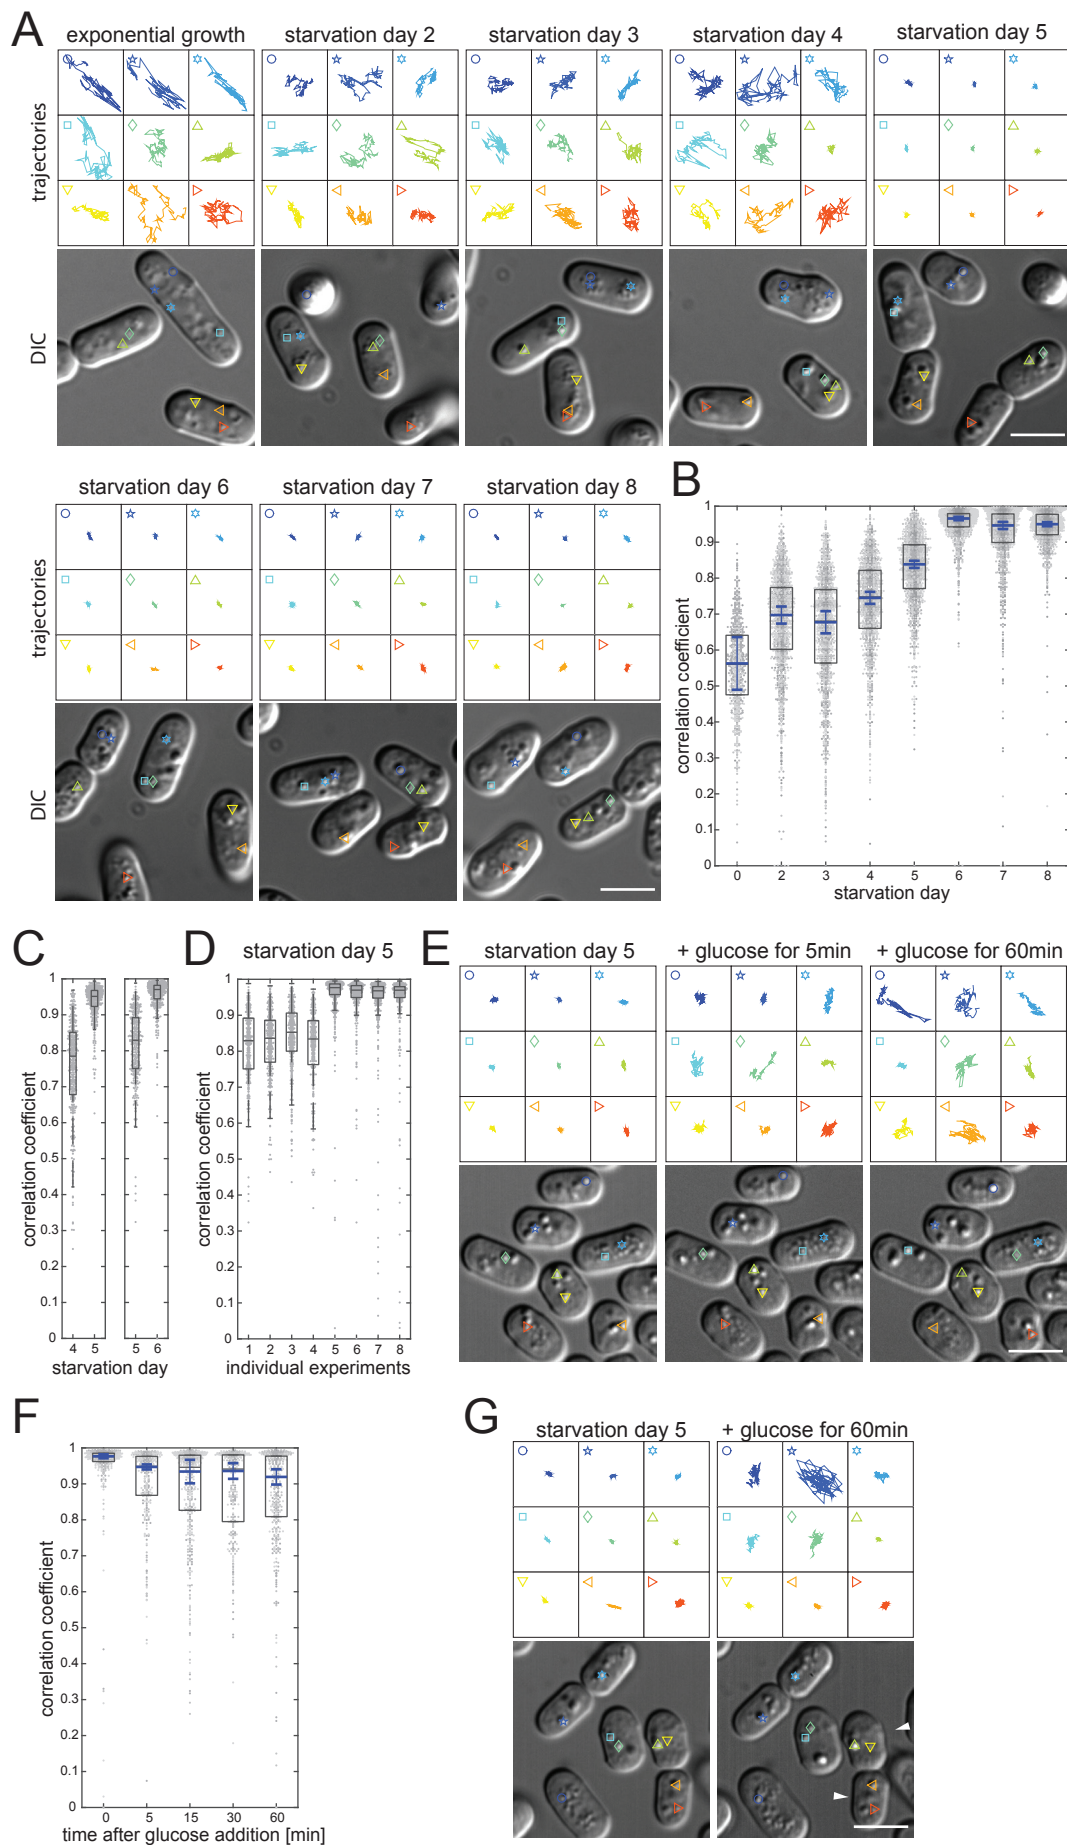 A
exponential growth
starvation day 2
starvation day 3
starvation day 4
starvation day 5
trajectories
DIC
starvation day 6
starvation day 7
starvation day 8
trajectories
DIC
B
correlation coefficient
1
0.9
0.8
0.7
0.6
0.5
0.4
0.3
0.2
0.1
0
0 2 3 4 5 6 7 8
starvation day
C
correlation coefficient
1
0.9
0.8
0.7
0.6
0.5
0.4
0.3
0.2
0.1
0
4 5 5 6
starvation day
D
starvation day 5
correlation coefficient
1
0.9
0.8
0.7
0.6
0.5
0.4
0.3
0.2
0.1
0
1 2 3 4 5 6 7 8
individual experiments
E
starvation day 5
+ glucose for 5min
+ glucose for 60min
F
correlation coefficient
1
0.9
0.8
0.7
0.6
0.5
0.4
0.3
0.2
0.1
0
0 5 15 30 60
time after glucose addition [min]
G
starvation day 5
+ glucose for 60min